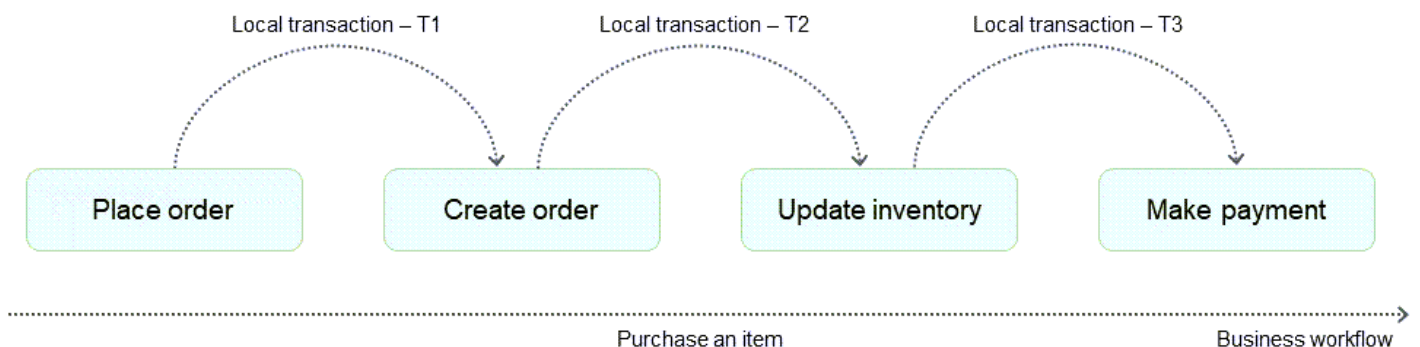 Local transaction – T1
Local transaction – T2
Local transaction – T3
Place order
Create order
Update inventory
Make payment
Purchase an item
Business workflow